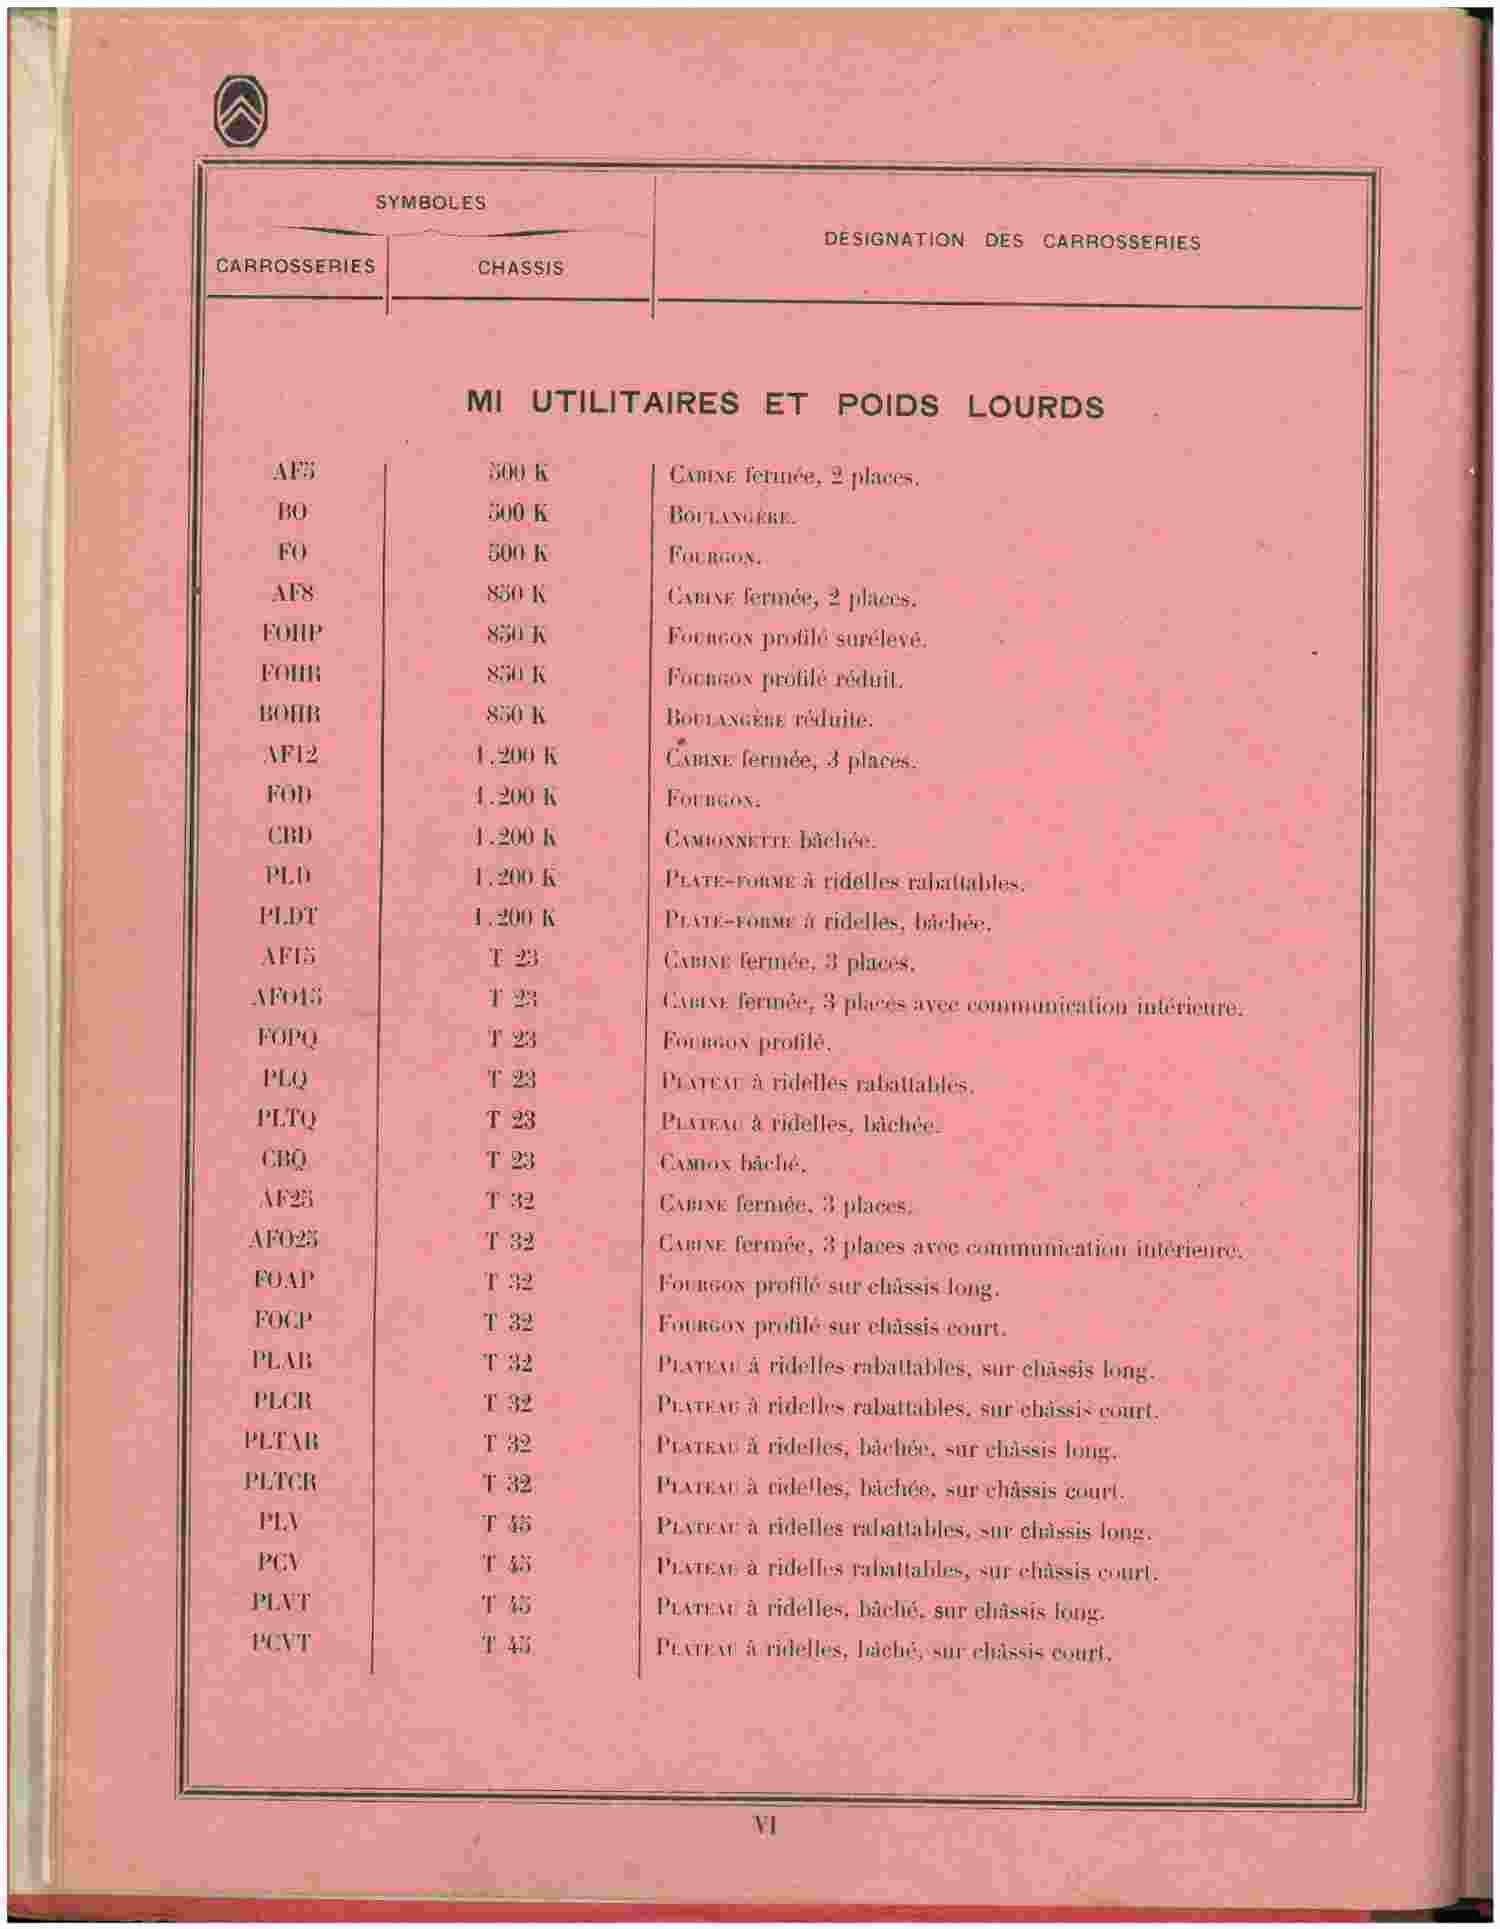 SYMBOLES
DÉSIGNATION DES CARROSSERIES
CARROSSERIES CHASSIS
MI UTILITAIRES ET POIDS LOURDS
AF5 500 K CABINE fermée, 2 places.
BO 500 K BOULANGÈRE.
FO 500 K FOURGON.
AF8 850 K CABINE fermée, 2 places.
FOHP 850 K FOURGON profilé surélevé.
FOHR 850 K FOURGON profilé réduit.
BOHR 850 K BOULANGÈRE réduite.
AF12 1.200 K CABINE fermée, 3 places.
FOD 1.200 K FOURGON.
CBD 1.200 K CAMIONNETTE bâchée.
PLD 1.200 K PLATE-FORME à ridelles rabattables.
PLDT 1.200 K PLATE-FORME à ridelles, bâchée.
AF15 T 23 CABINE fermée, 3 places.
AFO15 T 23 CABINE fermée, 3 places avec communication intérieure.
FOPQ T 23 FOURGON profilé.
PLQ T 23 PLATEAU à ridelles rabattables.
PLTQ T 23 PLATEAU à ridelles, bâchée.
CBQ T 23 CAMION bâché.
AF25 T 32 CABINE fermée, 3 places.
AFO25 T 32 CABINE fermée, 3 places avec communication intérieure.
FOAP T 32 FOURGON profilé sur châssis long.
FOCP T 32 FOURGON profilé sur châssis court.
PLAR T 32 PLATEAU à ridelles rabattables, sur châssis long.
PLCR T 32 PLATEAU à ridelles rabattables, sur châssis court.
PLTAR T 32 PLATEAU à ridelles, bâchée, sur châssis long.
PLTCR T 32 PLATEAU à ridelles, bâchée, sur châssis court.
PLV T 45 PLATEAU à ridelles rabattables, sur châssis long.
PCV T 45 PLATEAU à ridelles rabattables, sur châssis court.
PLVT T 45 PLATEAU à ridelles, bâché, sur châssis long.
PCVT T 45 PLATEAU à ridelles, bâché, sur châssis court.
VI